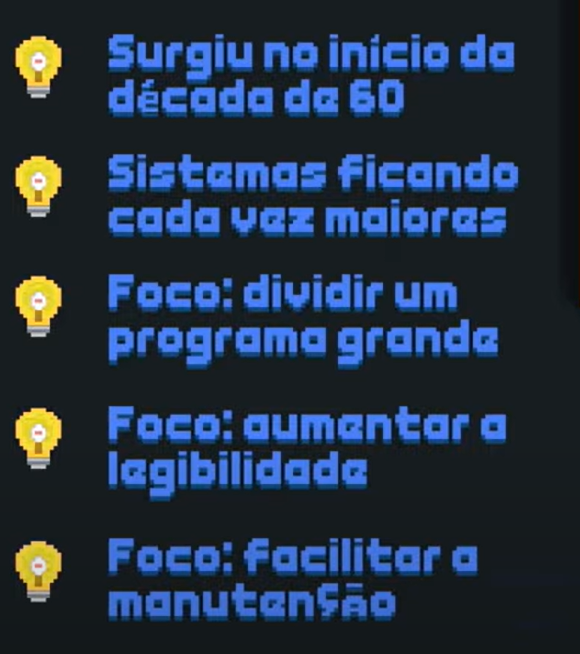 Surgiu no início da
década de 60
Sistemas ficando
cada vez maiores
Foco: dividir um
programa grande
Foco: aumentar a
legibilidade
Foco: facilitar a
manutenção